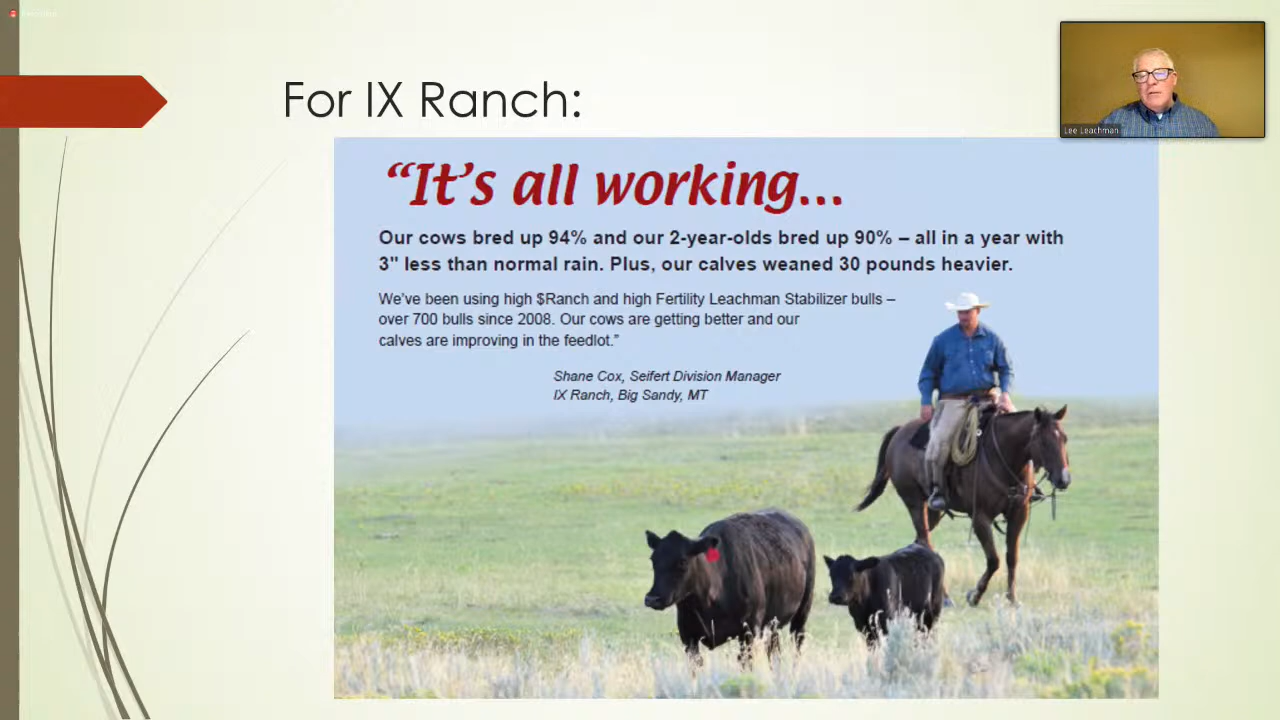 For IX Ranch:
Lee Leachman
“It’s all working...
Our cows bred up 94% and our 2-year-olds bred up 90% – all in a year with
3" less than normal rain. Plus, our calves weaned 30 pounds heavier.
We’ve been using high $Ranch and high Fertility Leachman Stabilizer bulls –
over 700 bulls since 2008. Our cows are getting better and our
calves are improving in the feedlot.”
Shane Cox, Seifert Division Manager
IX Ranch, Big Sandy, MT